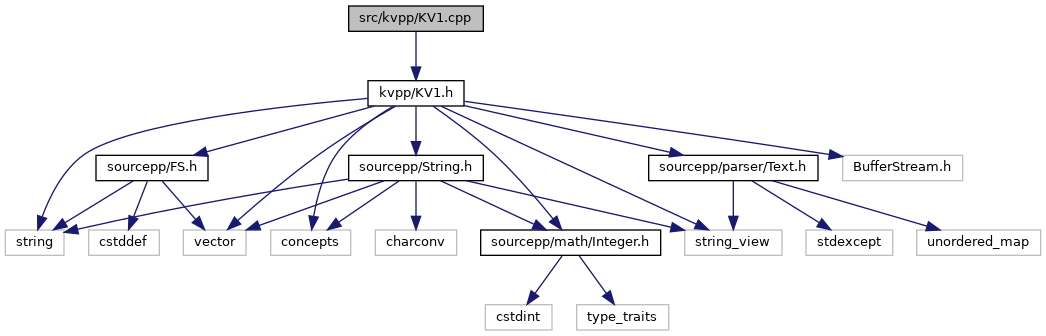 src/kvpp/KV1.cpp
kvpp/KV1.h
sourcepp/FS.h
sourcepp/String.h
sourcepp/parser/Text.h
BufferStream.h
string
cstddef
vector
concepts
charconv
sourcepp/math/Integer.h
string_view
stdexcept
unordered_map
cstdint
type_traits